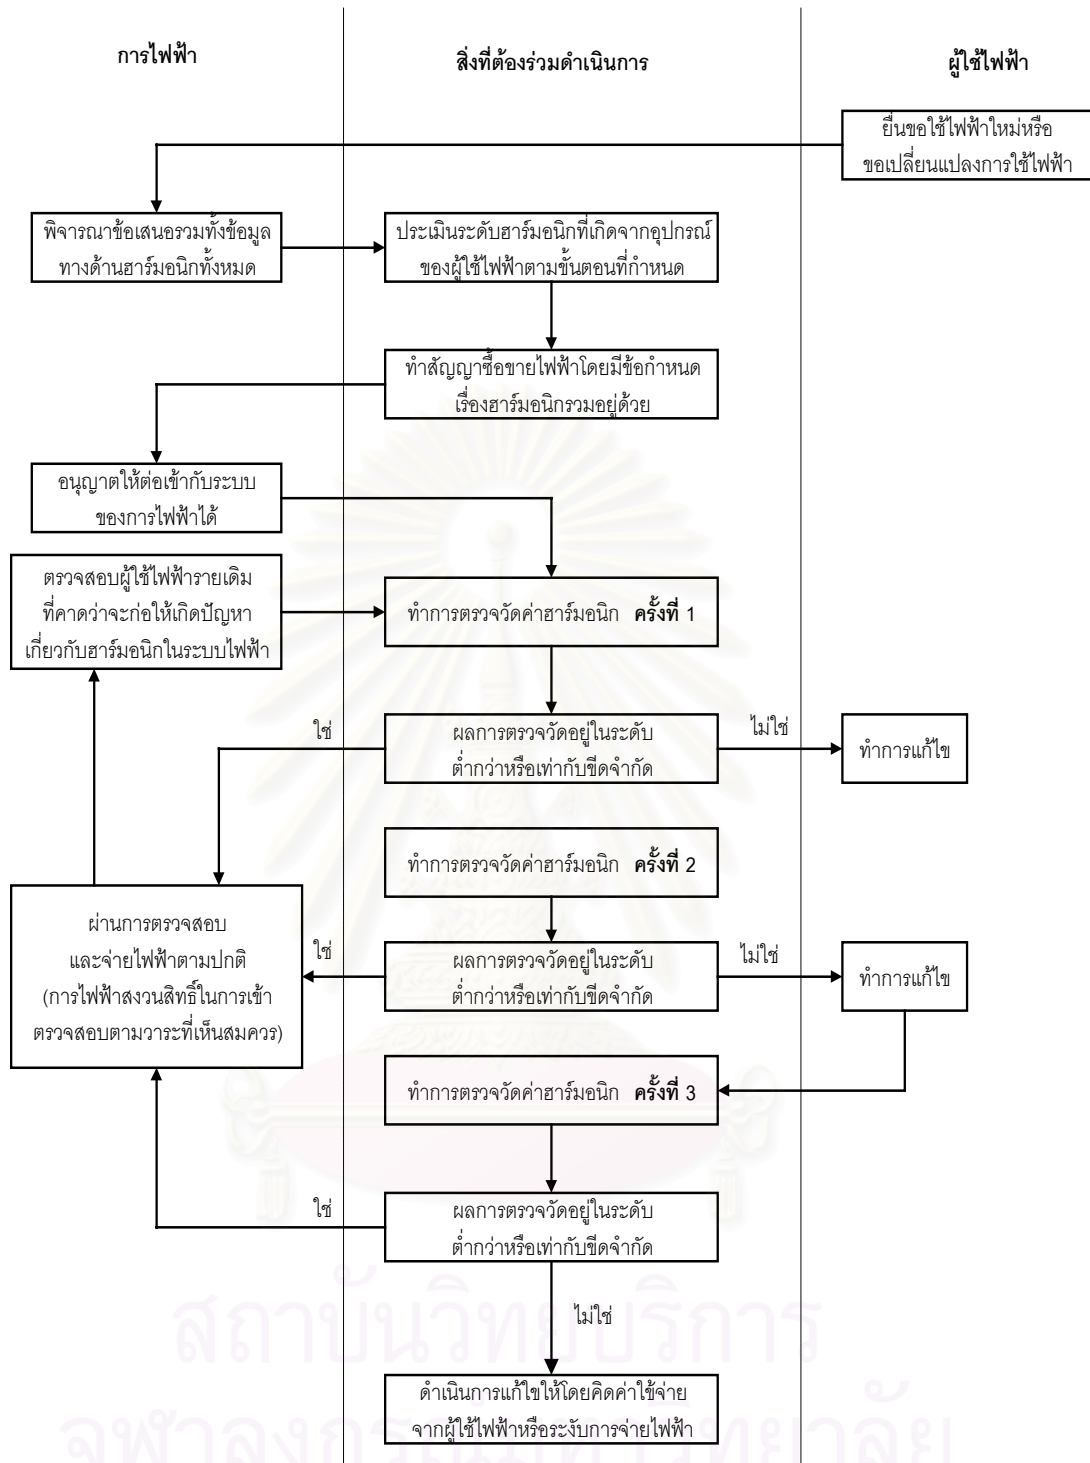 การไฟฟ้า
สิ่งที่ต้องร่วมดำเนินการ
ผู้ใช้ไฟฟ้า
ยื่นขอใช้ไฟฟ้าใหม่หรือ
ขอเปลี่ยนแปลงการใช้ไฟฟ้า
พิจารณาข้อเสนอรวมทั้งข้อมูล
ทางด้านฮาร์มอนิกทั้งหมด
ประเมินระดับฮาร์มอนิกที่เกิดจากอุปกรณ์
ของผู้ใช้ไฟฟ้าตามขั้นตอนที่กำหนด
ทำสัญญาซื้อขายไฟฟ้าโดยมีข้อกำหนด
เรื่องฮาร์มอนิกรวมอยู่ด้วย
อนุญาตให้ต่อเข้ากับระบบ
ของการไฟฟ้าได้
ตรวจสอบผู้ใช้ไฟฟ้ารายเดิม
ที่คาดว่าจะก่อให้เกิดปัญหา
เกี่ยวกับฮาร์มอนิกในระบบไฟฟ้า
ทำการตรวจวัดค่าฮาร์มอนิก ครั้งที่ 1
ใช่
ผลการตรวจวัดอยู่ในระดับ
ต่ำกว่าหรือเท่ากับขีดจำกัด
ไม่ใช่
ทำการแก้ไข
ทำการตรวจวัดค่าฮาร์มอนิก ครั้งที่ 2
ผ่านการตรวจสอบ
และจ่ายไฟฟ้าตามปกติ
(การไฟฟ้าสงวนสิทธิ์ในการเข้า
ตรวจสอบตามวาระที่เห็นสมควร)
ใช่
ผลการตรวจวัดอยู่ในระดับ
ต่ำกว่าหรือเท่ากับขีดจำกัด
ไม่ใช่
ทำการแก้ไข
ทำการตรวจวัดค่าฮาร์มอนิก ครั้งที่ 3
ใช่
ผลการตรวจวัดอยู่ในระดับ
ต่ำกว่าหรือเท่ากับขีดจำกัด
ไม่ใช่
ดำเนินการแก้ไขให้โดยคิดค่าใช้จ่าย
จากผู้ใช้ไฟฟ้าหรือระงับการจ่ายไฟฟ้า
สถาบันวิทยบริการ
จุฬาลงกรณ์มหาวิทยาลัย